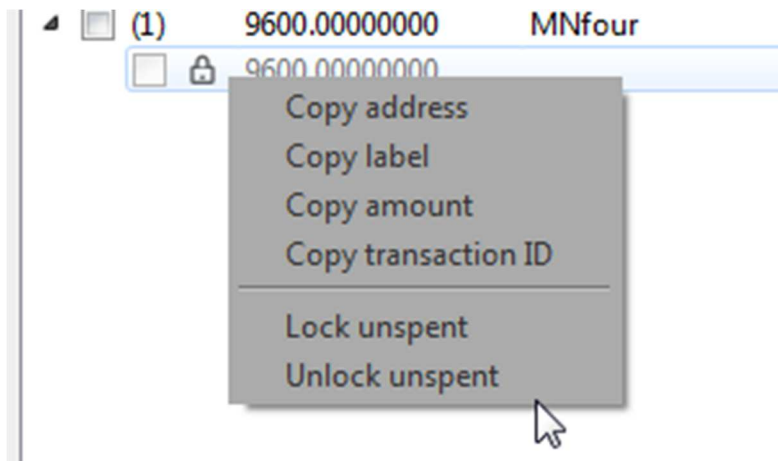 (1) 9600.00000000 MNfour
9600.00000000
Copy address
Copy label
Copy amount
Copy transaction ID
Lock unspent
Unlock unspent